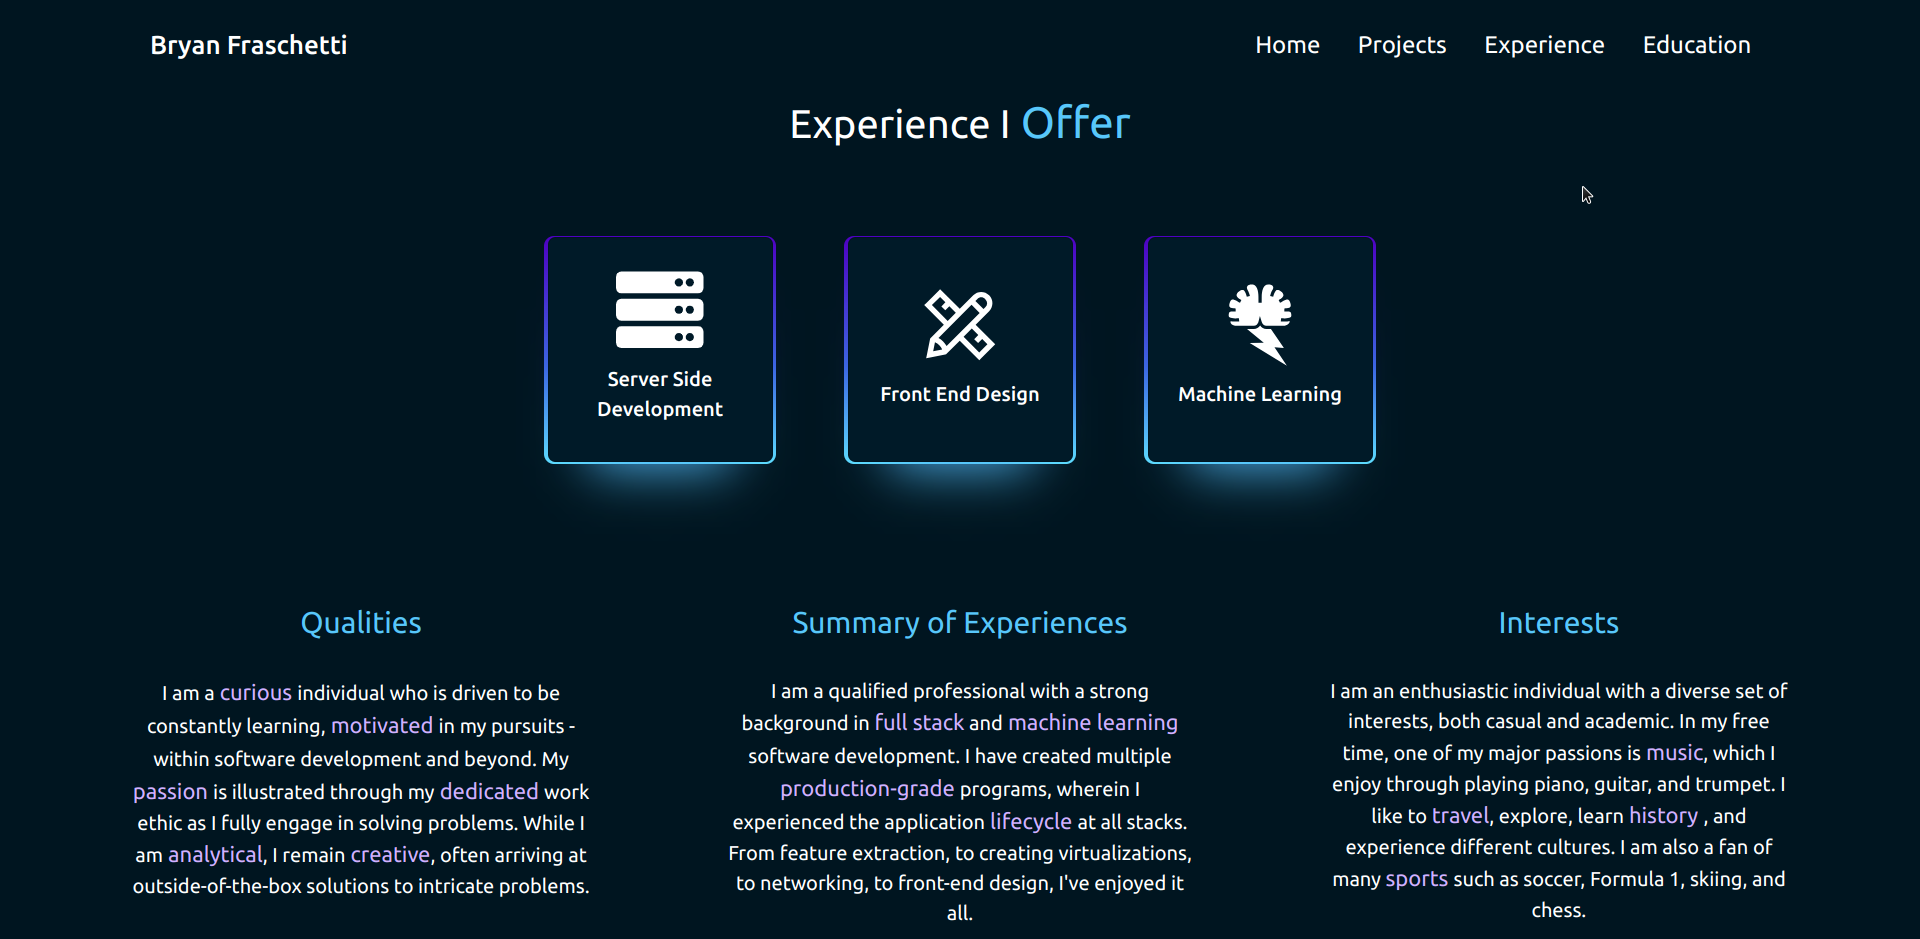 Bryan Fraschetti
Home Projects Experience Education
Experience I Offer
Server Side
Development
Front End Design
Machine Learning
Qualities
I am a curious individual who is driven to be
constantly learning, motivated in my pursuits -
within software development and beyond. My
passion is illustrated through my dedicated work
ethic as I fully engage in solving problems. While I
am analytical, I remain creative, often arriving at
outside-of-the-box solutions to intricate problems.
Summary of Experiences
I am a qualified professional with a strong
background in full stack and machine learning
software development. I have created multiple
production-grade programs, wherein I
experienced the application lifecycle at all stacks.
From feature extraction, to creating virtualizations,
to networking, to front-end design, I've enjoyed it
all.
Interests
I am an enthusiastic individual with a diverse set of
interests, both casual and academic. In my free
time, one of my major passions is music, which I
enjoy through playing piano, guitar, and trumpet. I
like to travel, explore, learn history , and
experience different cultures. I am also a fan of
many sports such as soccer, Formula 1, skiing, and
chess.